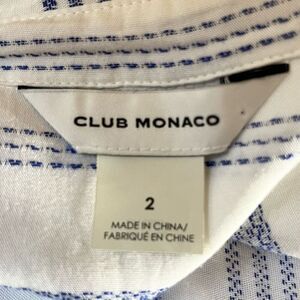 CLUB MONACO
2
MADE IN CHINA/
FABRIQUÉ EN CHINE